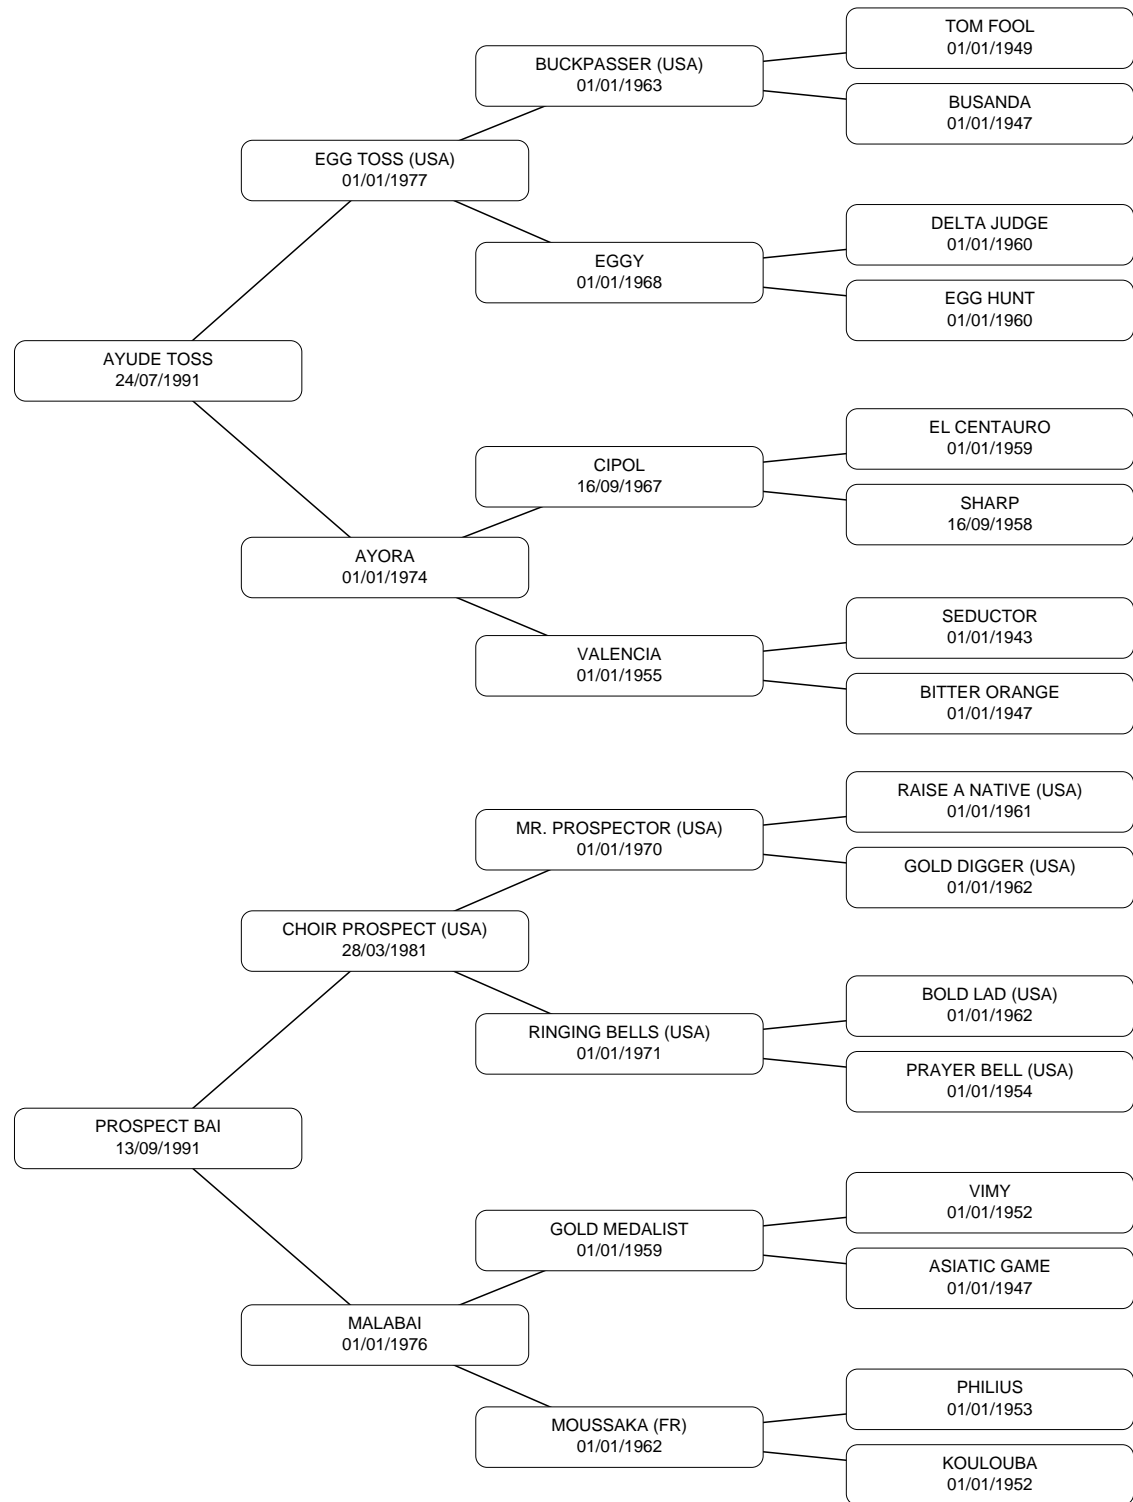 TOM FOOL
01/01/1949
BUCKPASSER (USA)
01/01/1963
BUSANDA
01/01/1947
EGG TOSS (USA)
01/01/1977
DELTA JUDGE
01/01/1960
EGGY
01/01/1968
EGG HUNT
01/01/1960
AYUDE TOSS
24/07/1991
EL CENTAURO
01/01/1959
CIPOL
16/09/1967
SHARP
16/09/1958
AYORA
01/01/1974
SEDUCTOR
01/01/1943
VALENCIA
01/01/1955
BITTER ORANGE
01/01/1947
RAISE A NATIVE (USA)
01/01/1961
MR. PROSPECTOR (USA)
01/01/1970
GOLD DIGGER (USA)
01/01/1962
CHOIR PROSPECT (USA)
28/03/1981
BOLD LAD (USA)
01/01/1962
RINGING BELLS (USA)
01/01/1971
PRAYER BELL (USA)
01/01/1954
PROSPECT BAI
13/09/1991
VIMY
01/01/1952
GOLD MEDALIST
01/01/1959
ASIATIC GAME
01/01/1947
MALABAI
01/01/1976
PHILIUS
01/01/1953
MOUSSAKA (FR)
01/01/1962
KOULOUBA
01/01/1952